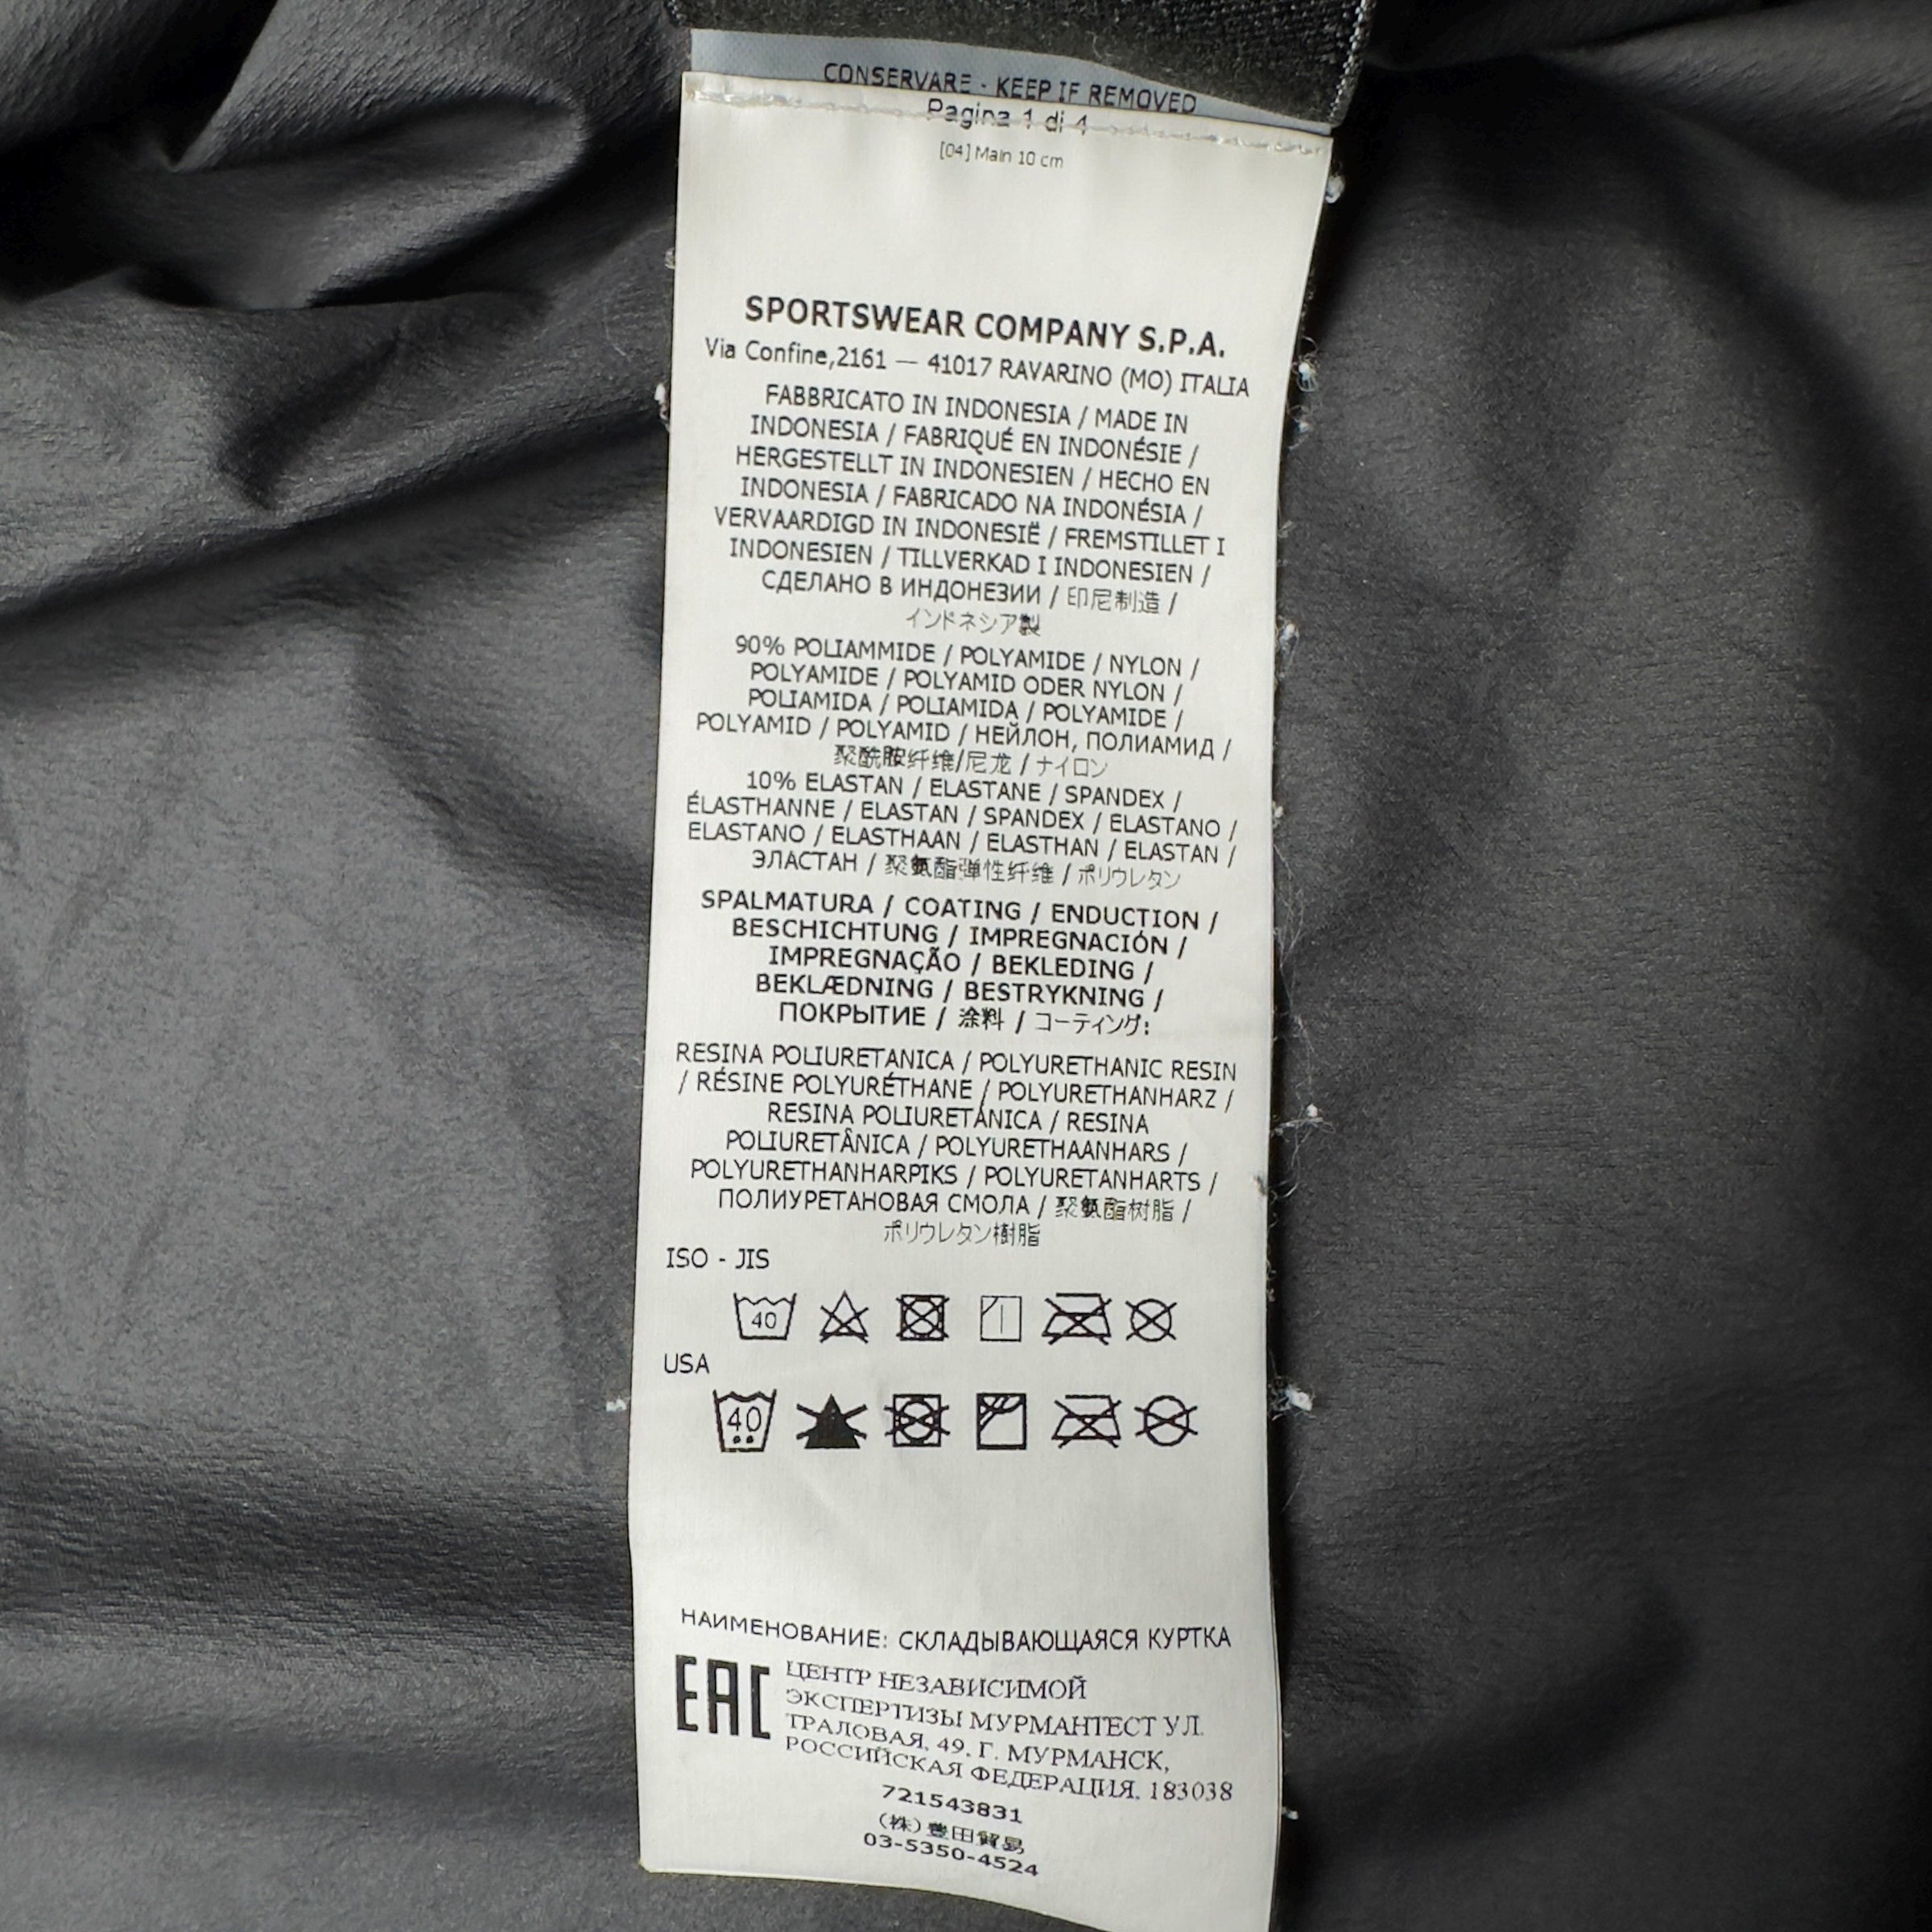 CONSERVARE - KEEP IF REMOVED
Pagina 1 di 4
[04] Main 10 cm
SPORTSWEAR COMPANY S.P.A.
Via Confine,2161 — 41017 RAVARINO (MO) ITALIA
FABBRICATO IN INDONESIA / MADE IN
INDONESIA / FABRIQUÉ EN INDONÉSIE /
HERGESTELLT IN INDONESIEN / HECHO EN
INDONESIA / FABRICADO NA INDONÉSIA /
VERVAARDIGD IN INDONESIË / FREMSTILLET I
INDONESIEN / TILLVERKAD I INDONESIEN /
СДЕЛАНО В ИНДОНЕЗИИ / 印尼制造 /
インドネシア製
90% POLIAMMIDE / POLYAMIDE / NYLON /
POLYAMIDE / POLYAMID ODER NYLON /
POLIAMIDA / POLIAMIDA / POLYAMIDE /
POLYAMID / POLYAMID / НЕЙЛОН, ПОЛИАМИД /
聚酰胺纤维/尼龙 / ナイロン
10% ELASTAN / ELASTANE / SPANDEX /
ÉLASTHANNE / ELASTAN / SPANDEX / ELASTANO /
ELASTANO / ELASTHAAN / ELASTHAN / ELASTAN /
ЭЛАСТАН / 聚氨酯弹性纤维 / ポリウレタン
SPALMATURA / COATING / ENDUCTION /
BESCHICHTUNG / IMPREGNACIÓN /
IMPREGNAÇÃO / BEKLEDING /
BEKLÆDNING / BESTRYKNING /
ПОКРЫТИЕ / 涂料 / コーティング:
RESINA POLIURETANICA / POLYURETHANIC RESIN
/ RÉSINE POLYURÉTHANE / POLYURETHANHARZ /
RESINA POLIURETÁNICA / RESINA
POLIURETÂNICA / POLYURETHAANHARS /
POLYURETHANHARPIKS / POLYURETANHARTS /
ПОЛИУРЕТАНОВАЯ СМОЛА / 聚氨酯树脂 /
ポリウレタン樹脂
ISO - JIS
40
USA
40
НАИМЕНОВАНИЕ: СКЛАДЫВАЮЩАЯСЯ КУРТКА
EAC
ЦЕНТР НЕЗАВИСИМОЙ
ЭКСПЕРТИЗЫ МУРМАНТЕСТ УЛ.
ТРАЛОВАЯ, 49, Г. МУРМАНСК,
РОССИЙСКАЯ ФЕДЕРАЦИЯ, 183038
721543831
(株)豊田貿易
03-5350-4524